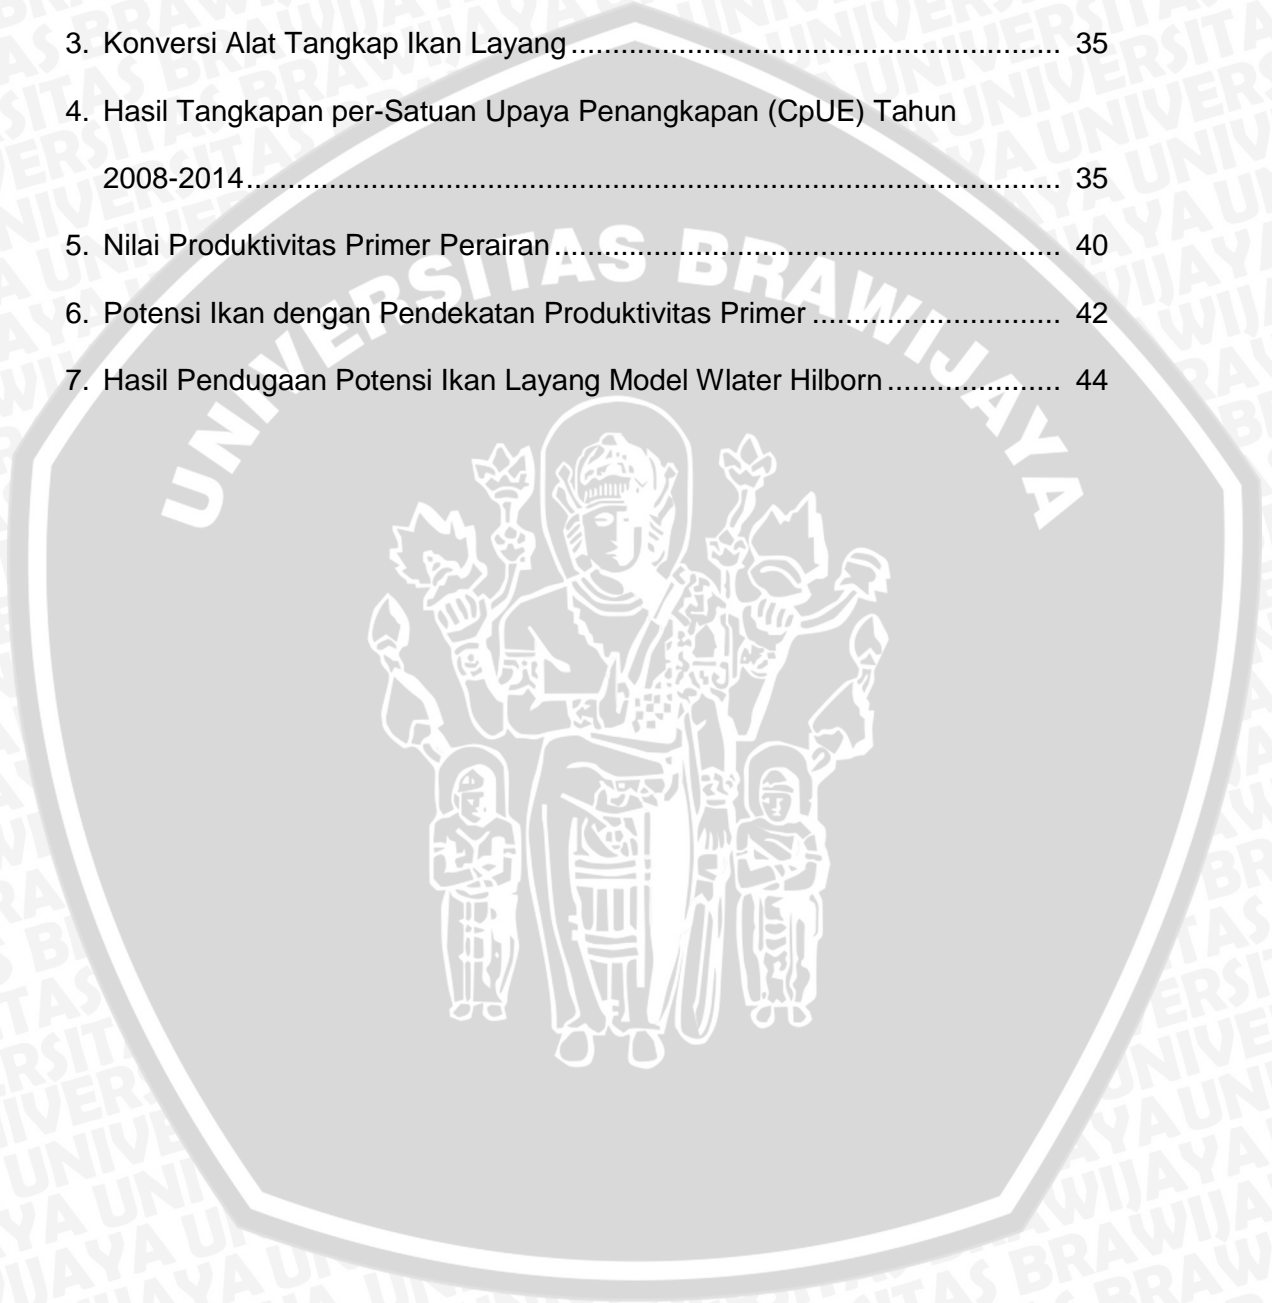 3. Konversi Alat Tangkap Ikan Layang........................................................... 35
4. Hasil Tangkapan per-Satuan Upaya Penangkapan (CpUE) Tahun
2008-2014.................................................................................................. 35
5. Nilai Produktivitas Primer Perairan............................................................. 40
6. Potensi Ikan dengan Pendekatan Produktivitas Primer .............................. 42
7. Hasil Pendugaan Potensi Ikan Layang Model Wlater Hilborn..................... 44
UNIVERSITAS BRAWIJAYA